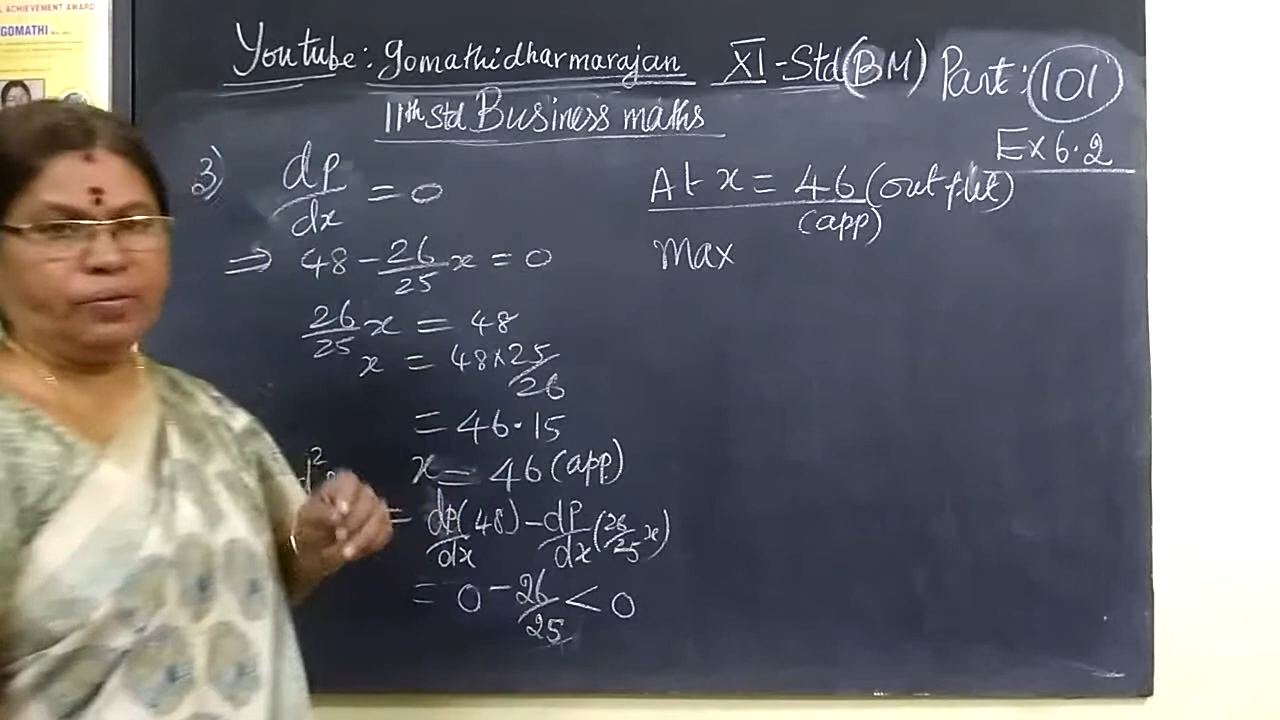 L ACHIEVEMENT AWARD
GOMATHI
Youtube: gomathidharmarajan XI-Std(BM) Part: 101
11th std Business maths
Ex 6.2
3) dp/dx = 0
⇒ 48 - 26/25 x = 0
26/25 x = 48
x = 48 × 25/26
= 46.15
x = 46 (app)
= dp/dx (48) - dp/dx (26/25 x)
= 0 - 26/25 < 0
At x = 46 (output)
(app)
Max